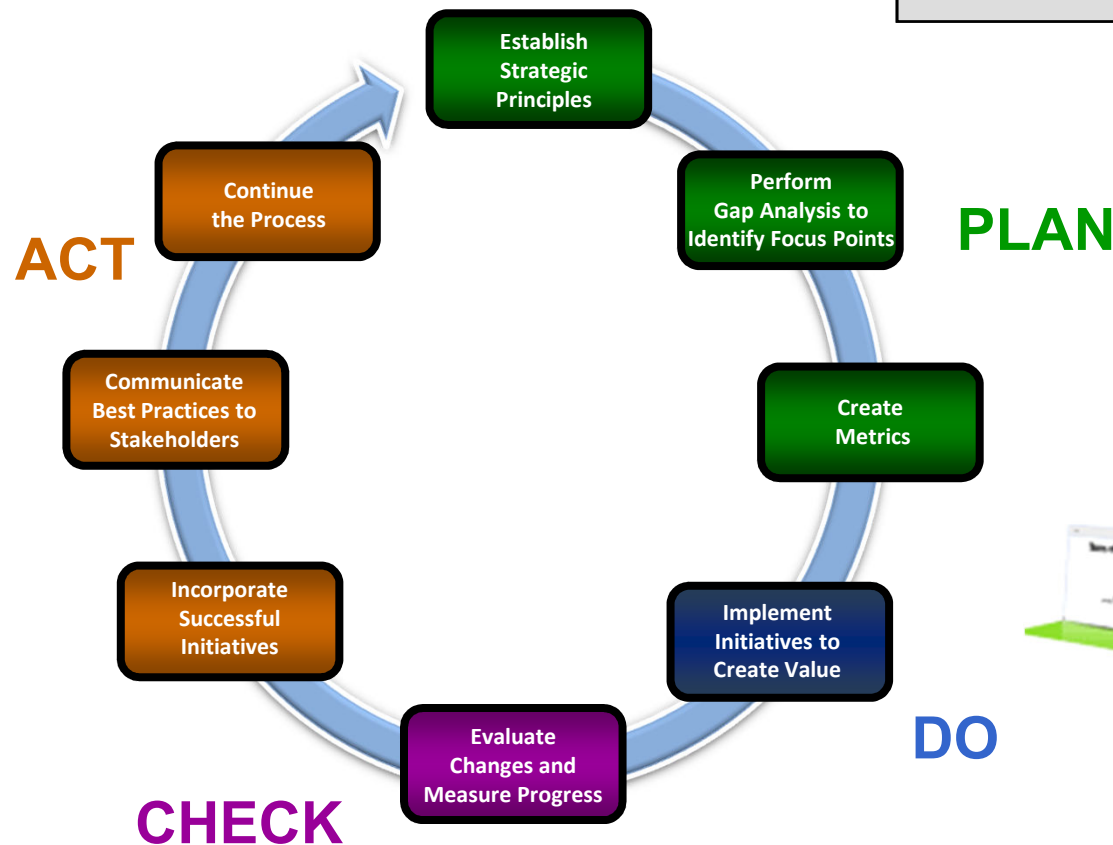 Establish
Strategic
Principles
Perform
Gap Analysis to
Identify Focus Points
PLAN
Create
Metrics
Implement
Initiatives to
Create Value
DO
Evaluate
Changes and
Measure Progress
CHECK
Incorporate
Successful
Initiatives
Communicate
Best Practices to
Stakeholders
ACT
Continue
the Process